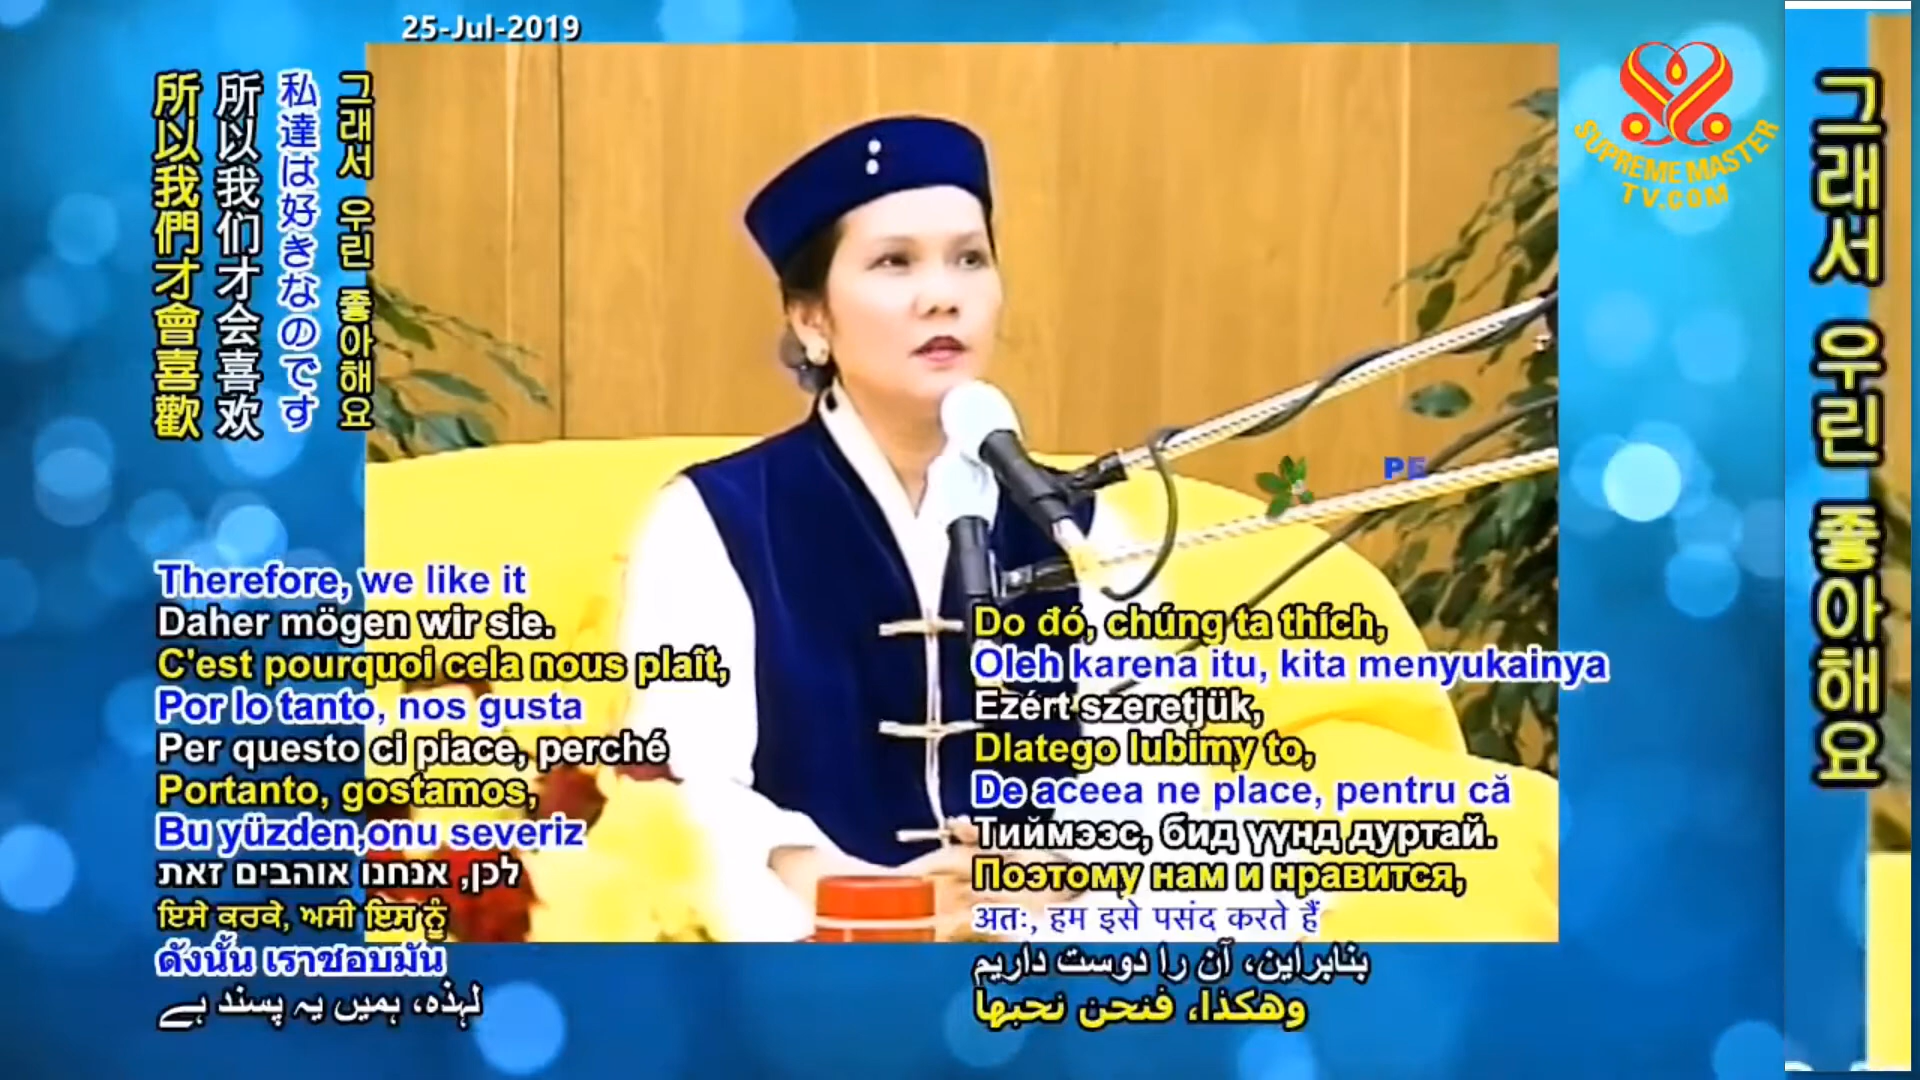 25-Jul-2019
그래서 우린 좋아해요
私達は好きなのです
所以我们才会喜欢
所以我們才會喜歡
SUPREME MASTER
TV.COM
그래서 우린 좋아해요
PE
Therefore, we like it
Daher mögen wir sie.
C'est pourquoi cela nous plaît,
Por lo tanto, nos gusta
Per questo ci piace, perché
Portanto, gostamos,
Bu yüzden,onu severiz
לכן, אנחנו אוהבים זאת
ਇਸੇ ਕਰਕੇ, ਅਸੀ ਇਸ ਨੂੰ
ดังนั้น เราชอบมัน
لہذہ، ہمیں یہ پسند ہے
Do đó, chúng ta thích,
Oleh karena itu, kita menyukainya
Ezért szeretjük,
Dlatego lubimy to,
De aceea ne place, pentru că
Тиймээс, бид үүнд дуртай.
Поэтому нам и нравится,
अतः, हम इसे पसंद करते हैं
بنابراین، آن را دوست داریم
وهكذا، فنحن نحبها